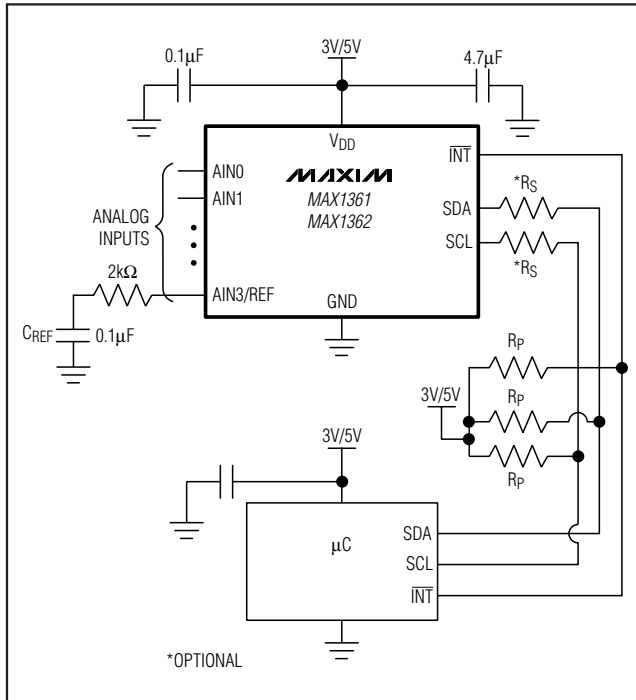 3V/5V
0.1µF
4.7µF
VDD
INT
AIN0
MAXIM
AIN1
MAX1361
MAX1362
ANALOG
INPUTS
SDA
*RS
SCL
*RS
2kΩ
AIN3/REF
GND
CREF
0.1µF
RP
3V/5V
RP
RP
3V/5V
µC
SDA
SCL
INT
*OPTIONAL